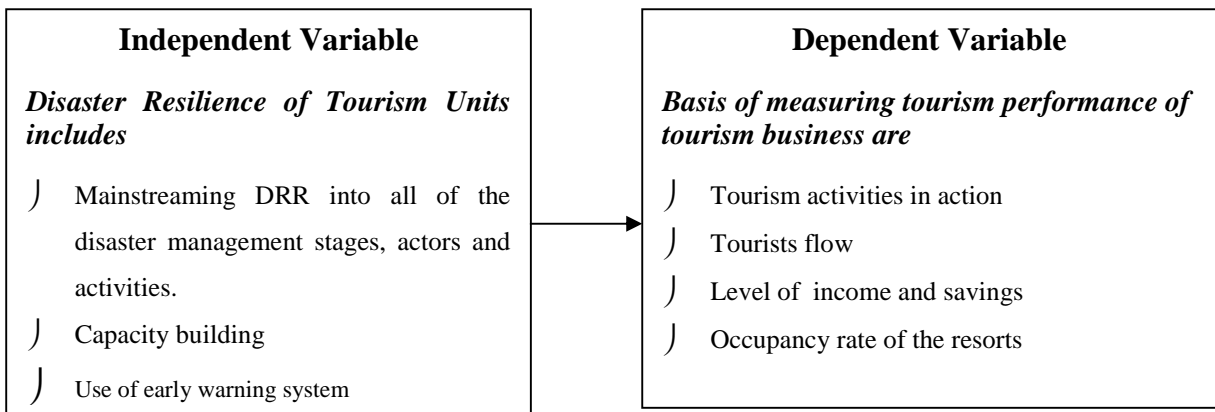 Independent Variable
Disaster Resilience of Tourism Units
includes
⌡ Mainstreaming DRR into all of the
disaster management stages, actors and
activities.
⌡ Capacity building
⌡ Use of early warning system
Dependent Variable
Basis of measuring tourism performance of
tourism business are
⌡ Tourism activities in action
⌡ Tourists flow
⌡ Level of income and savings
⌡ Occupancy rate of the resorts